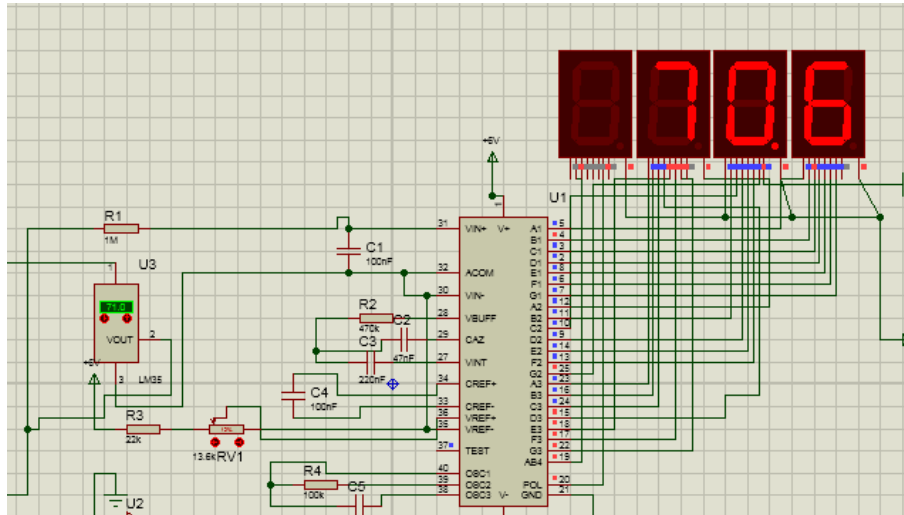 70.6
+5V
U1
1
R1
1M
31 VIN+ V+ A1 5
B1 4
C1
100nF
C1 3
D1 2
U3
1
32 ACOM E1 8
F1 6
30 VIN- G1 7
71.0
R2
470k
A2 12
28 VBUFF B2 11
C2
47nF
C2 10
VOUT 2
29 CAZ D2 9
C3
220nF
E2 14
27 VINT F2 13
+5V
3 LM35
G2 25
34 CREF+ A3 23
C4
100nF
B3 16
33 CREF- C3 24
36 VREF+ D3 15
R3
22k
35 VREF- E3 18
F3 17
13.6k RV1
37 TEST G3 22
AB4 19
40 OSC1
R4
100k
39 OSC2 POL 20
C5
38 OSC3 V- GND 21
U2